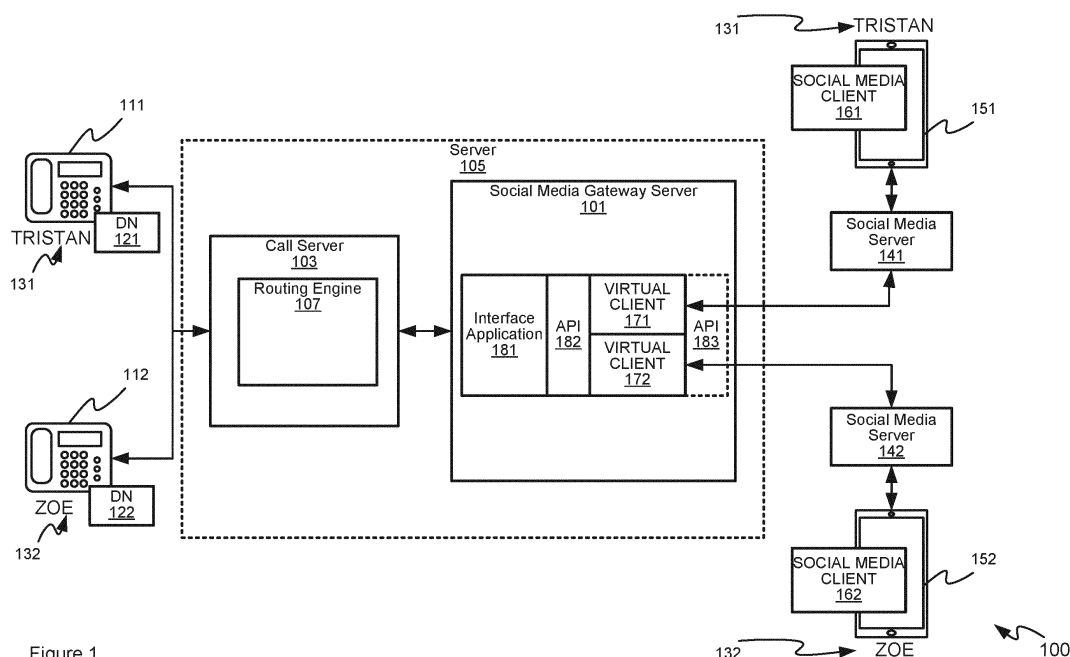 131
TRISTAN
SOCIAL MEDIA
CLIENT
161
151
111
Server
105
Social Media Gateway Server
101
DN
121
TRISTAN
131
Call Server
103
Routing Engine
107
Social Media
Server
141
Interface
Application
181
API
182
VIRTUAL
CLIENT
171
VIRTUAL
CLIENT
172
API
183
112
Social Media
Server
142
DN
122
ZOE
132
SOCIAL MEDIA
CLIENT
162
152
Figure 1
132
ZOE
100